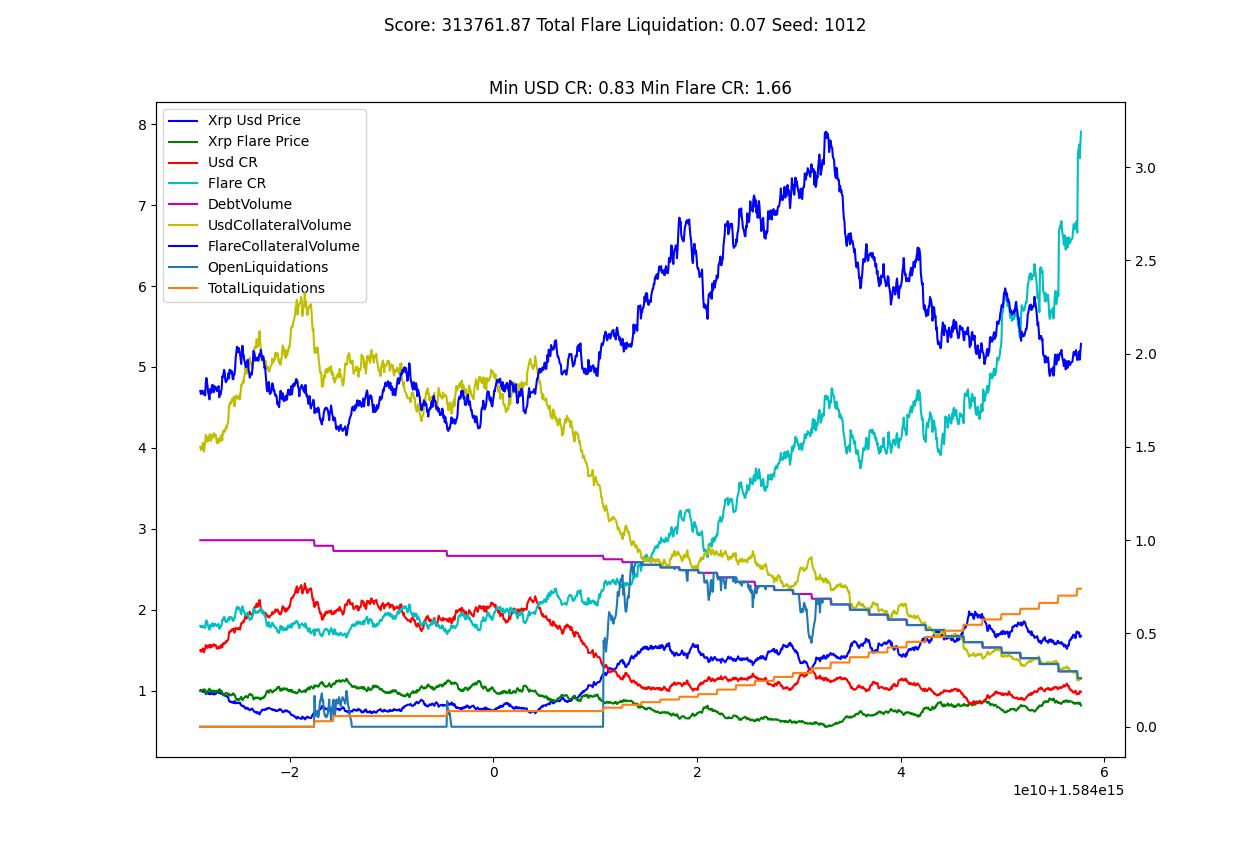 Score: 313761.87 Total Flare Liquidation: 0.07 Seed: 1012
Min USD CR: 0.83 Min Flare CR: 1.66
Xrp Usd Price
Xrp Flare Price
Usd CR
Flare CR
DebtVolume
UsdCollateralVolume
FlareCollateralVolume
OpenLiquidations
TotalLiquidations
8
7
6
5
4
3
2
1
3.0
2.5
2.0
1.5
1.0
0.5
0.0
−2
0
2
4
6
1e10+1.584e15